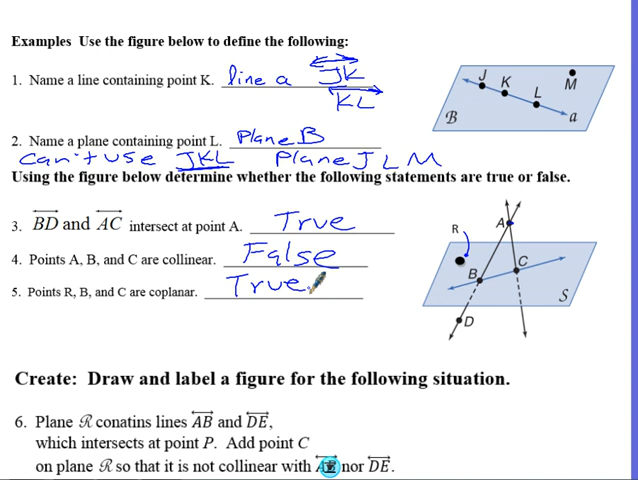 Examples Use the figure below to define the following:
1. Name a line containing point K. line a JK
KL
2. Name a plane containing point L. Plane B
Can't use JKL Plane J L M
Using the figure below determine whether the following statements are true or false.
3. BD and AC intersect at point A. True
4. Points A, B, and C are collinear. False
5. Points R, B, and C are coplanar. True
J
K
L
M
B
a
R
A
B
C
S
D
Create: Draw and label a figure for the following situation.
6. Plane R conatins lines AB and DE,
which intersects at point P. Add point C
on plane R so that it is not collinear with nor DE.